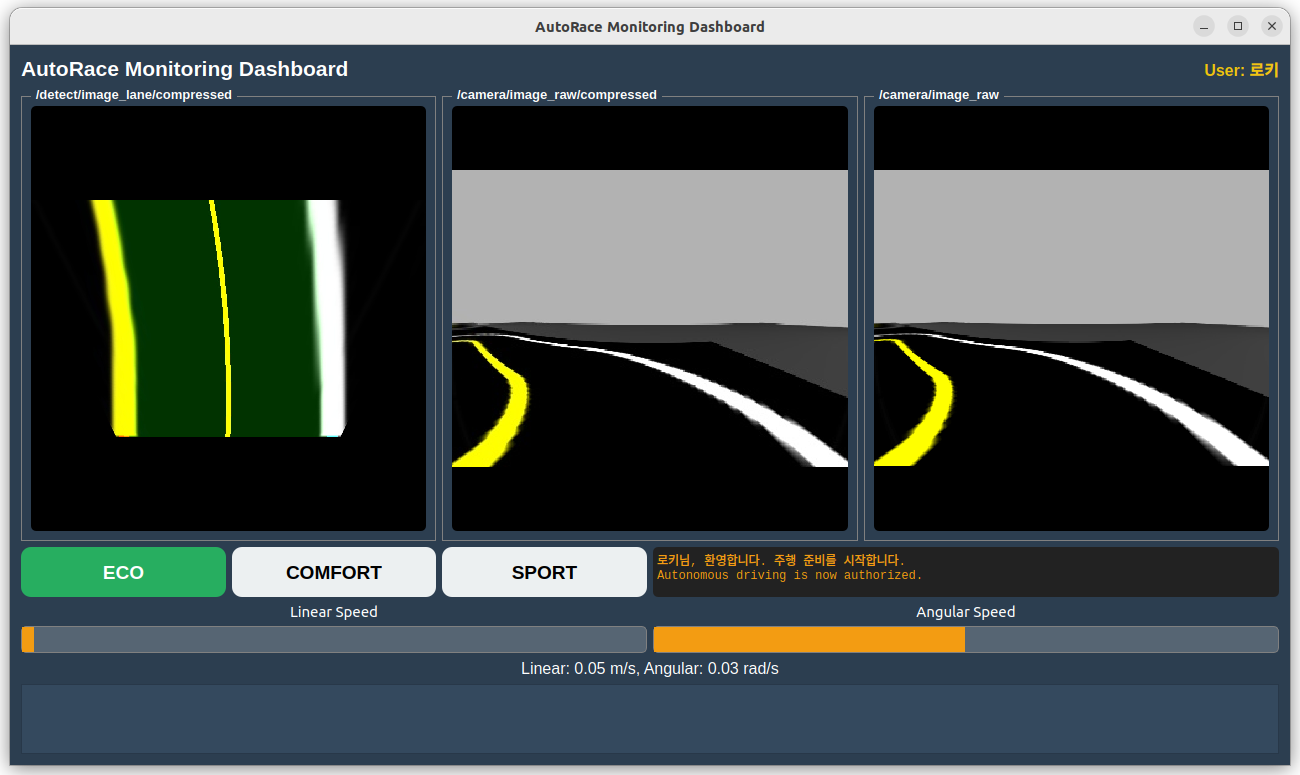 AutoRace Monitoring Dashboard
AutoRace Monitoring Dashboard
User: 로키
/detect/image_lane/compressed
/camera/image_raw/compressed
/camera/image_raw
ECO
COMFORT
SPORT
로키님, 환영합니다. 주행 준비를 시작합니다.
Autonomous driving is now authorized.
Linear Speed
Angular Speed
Linear: 0.05 m/s, Angular: 0.03 rad/s